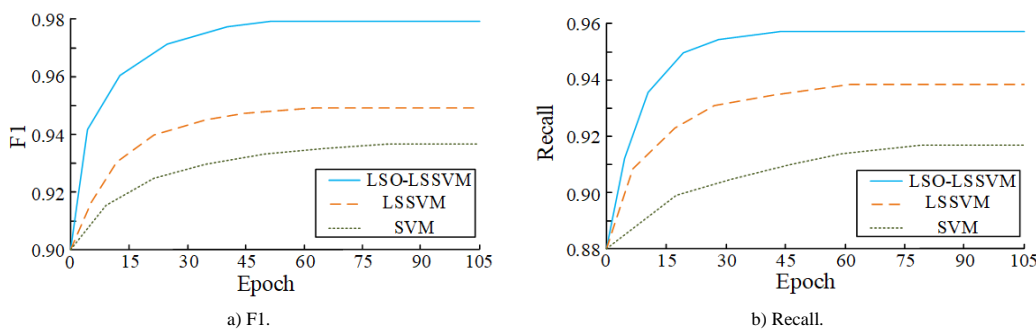 F1
0.98
0.96
0.94
0.92
0.90
0 15 30 45 60 75 90 105
Epoch
LSO-LSSVM
LSSVM
SVM
a) F1.
Recall
0.96
0.94
0.92
0.90
0.88
0 15 30 45 60 75 90 105
Epoch
LSO-LSSVM
LSSVM
SVM
b) Recall.